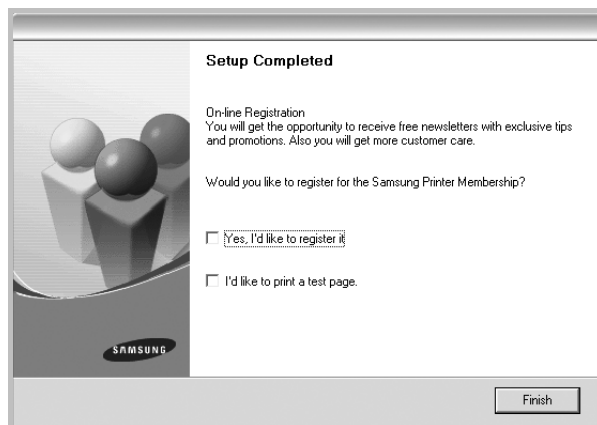 Setup Completed
On-line Registration
You will get the opportunity to receive free newsletters with exclusive tips
and promotions. Also you will get more customer care.
Would you like to register for the Samsung Printer Membership?
Yes, I'd like to register it
I'd like to print a test page.
SAMSUNG
Finish